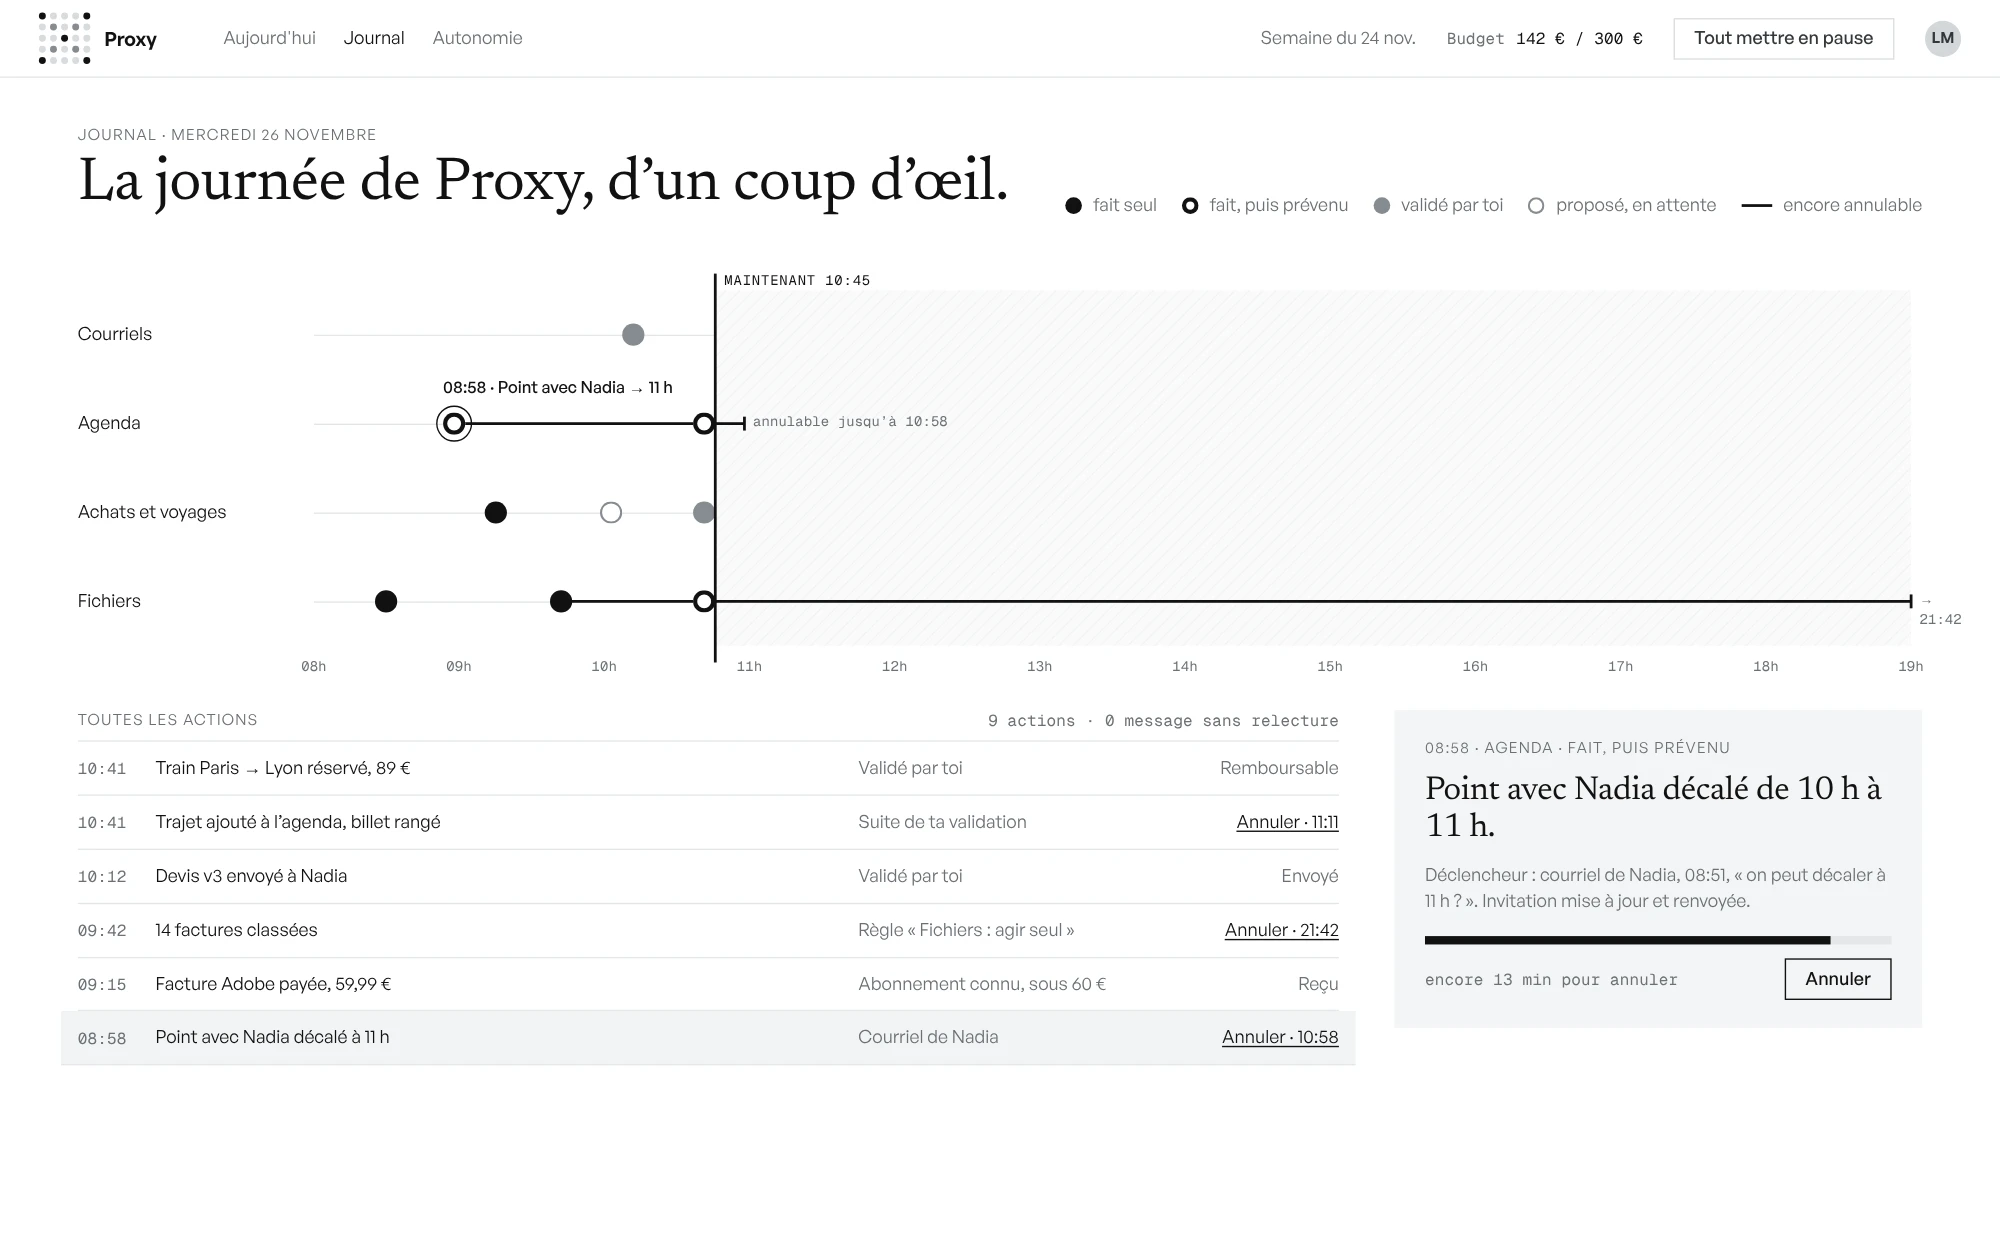 Proxy
Aujourd'hui
Journal
Autonomie
Semaine du 24 nov.
Budget 142 € / 300 €
Tout mettre en pause
LM
JOURNAL · MERCREDI 26 NOVEMBRE
La journée de Proxy, d’un coup d’œil.
fait seul
fait, puis prévenu
validé par toi
proposé, en attente
encore annulable
MAINTENANT 10:45
Courriels
08:58 · Point avec Nadia → 11 h
Agenda
annulable jusqu'à 10:58
Achats et voyages
Fichiers
→
21:42
08h 09h 10h 11h 12h 13h 14h 15h 16h 17h 18h 19h
TOUTES LES ACTIONS
9 actions · 0 message sans relecture
10:41 Train Paris → Lyon réservé, 89 € Validé par toi Remboursable
10:41 Trajet ajouté à l’agenda, billet rangé Suite de ta validation Annuler · 11:11
10:12 Devis v3 envoyé à Nadia Validé par toi Envoyé
09:42 14 factures classées Règle « Fichiers : agir seul » Annuler · 21:42
09:15 Facture Adobe payée, 59,99 € Abonnement connu, sous 60 € Reçu
08:58 Point avec Nadia décalé à 11 h Courriel de Nadia Annuler · 10:58
08:58 · AGENDA · FAIT, PUIS PRÉVENU
Point avec Nadia décalé de 10 h à
11 h.
Déclencheur : courriel de Nadia, 08:51, « on peut décaler à
11 h ? ». Invitation mise à jour et renvoyée.
encore 13 min pour annuler
Annuler